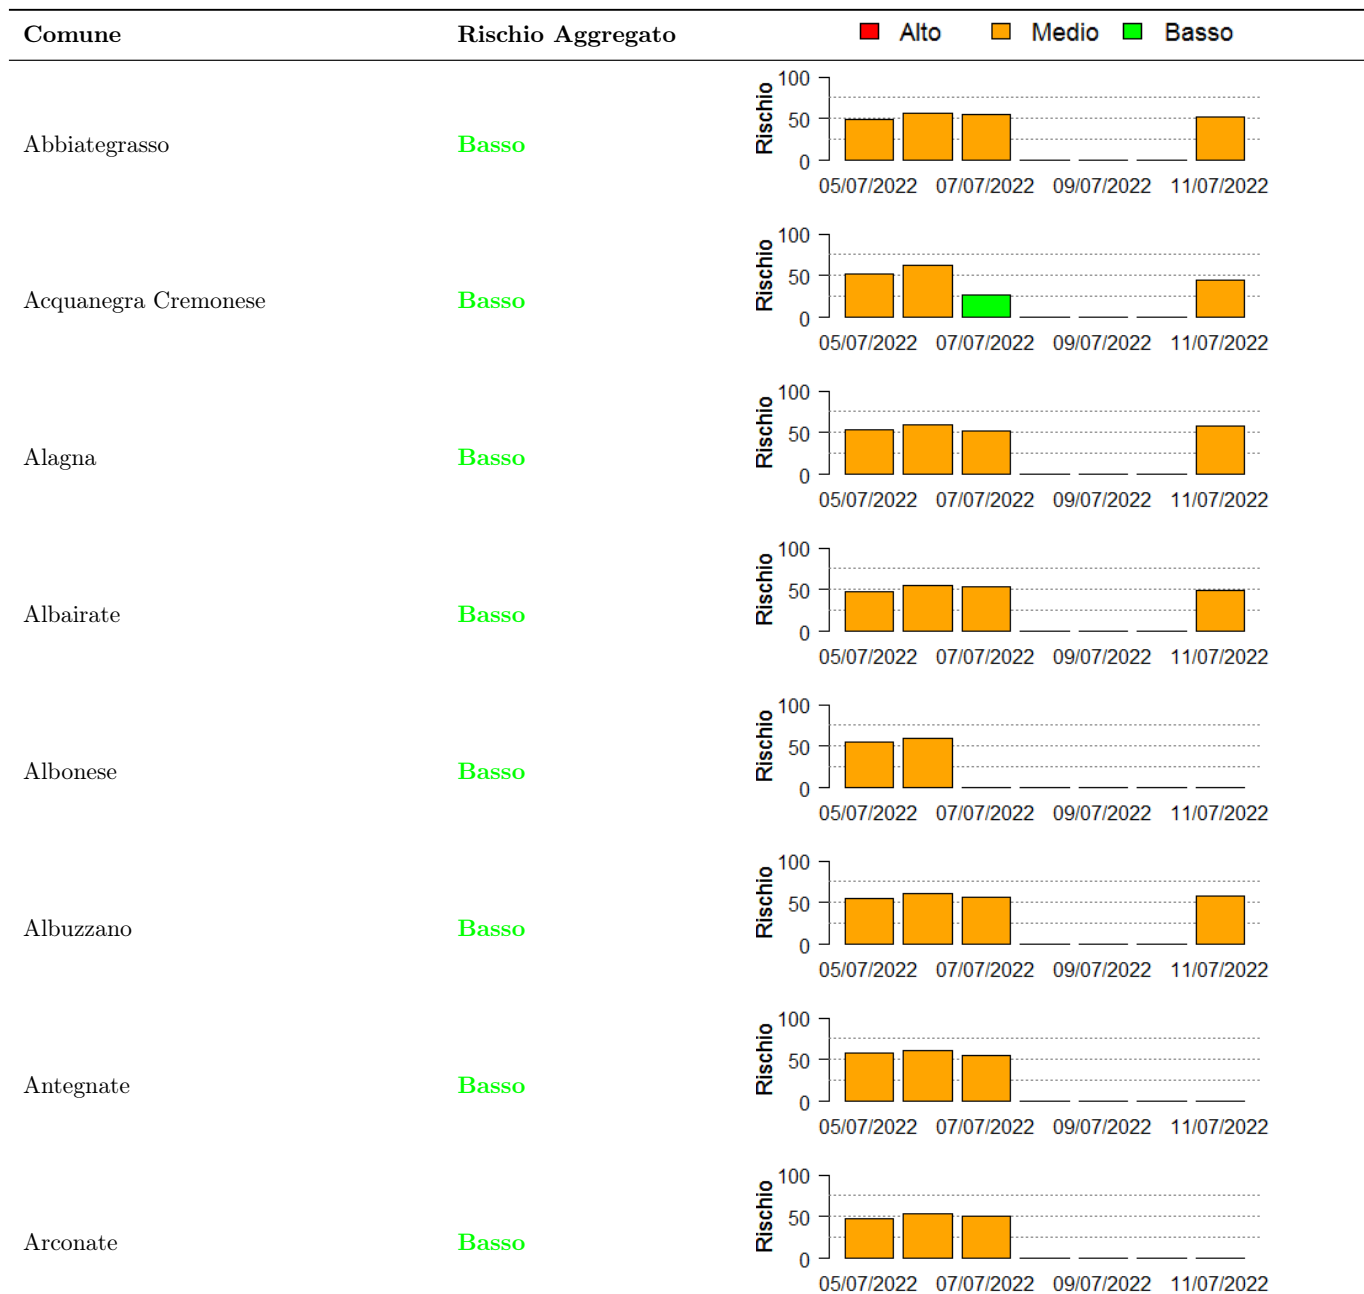 Comune Rischio Aggregato Alto Medio Basso
100
Rischio
50
0
Abbiategrasso Basso
05/07/2022 07/07/2022 09/07/2022 11/07/2022
100
Rischio
50
0
Acquanegra Cremonese Basso
05/07/2022 07/07/2022 09/07/2022 11/07/2022
100
Rischio
50
0
Alagna Basso
05/07/2022 07/07/2022 09/07/2022 11/07/2022
100
Rischio
50
0
Albairate Basso
05/07/2022 07/07/2022 09/07/2022 11/07/2022
100
Rischio
50
0
Albonese Basso
05/07/2022 07/07/2022 09/07/2022 11/07/2022
100
Rischio
50
0
Albuzzano Basso
05/07/2022 07/07/2022 09/07/2022 11/07/2022
100
Rischio
50
0
Antegnate Basso
05/07/2022 07/07/2022 09/07/2022 11/07/2022
100
Rischio
50
0
Arconate Basso
05/07/2022 07/07/2022 09/07/2022 11/07/2022